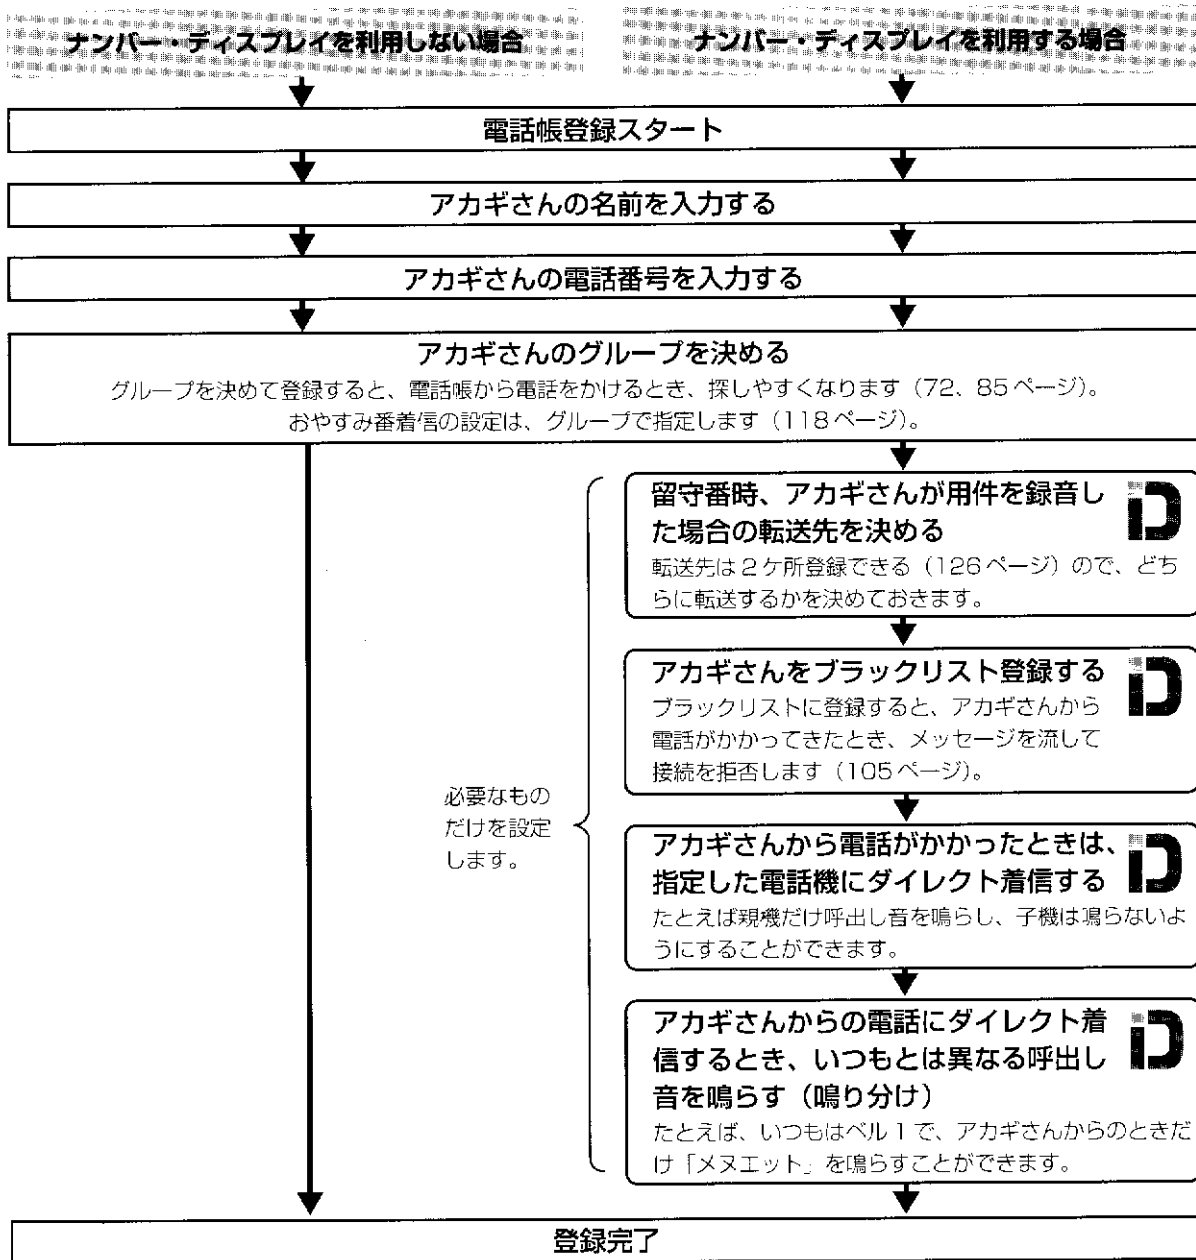 ナンバー・ディスプレイを利用しない場合
ナンバー・ディスプレイを利用する場合
電話帳登録スタート
アカギさんの名前を入力する
アカギさんの電話番号を入力する
アカギさんのグループを決める
グループを決めて登録すると、電話帳から電話をかけるとき、探しやすくなります（72、85ページ）。
おやすみ番着信の設定は、グループで指定します（118ページ）。
留守番時、アカギさんが用件を録音し
た場合の転送先を決める
転送先は2ケ所登録できる（126ページ）ので、どち
らに転送するかを決めておきます。
アカギさんをブラックリスト登録する
ブラックリストに登録すると、アカギさんから
電話がかかってきたとき、メッセージを流して
接続を拒否します（105ページ）。
必要なもの
だけを設定
します。
アカギさんから電話がかかったときは、
指定した電話機にダイレクト着信する
たとえば親機だけ呼出し音を鳴らし、子機は鳴らないよ
うにすることができます。
アカギさんからの電話にダイレクト着
信するとき、いつもとは異なる呼出し
音を鳴らす（鳴り分け）
たとえば、いつもはベル1で、アカギさんからのときだ
け「メヌエット」を鳴らすことができます。
登録完了